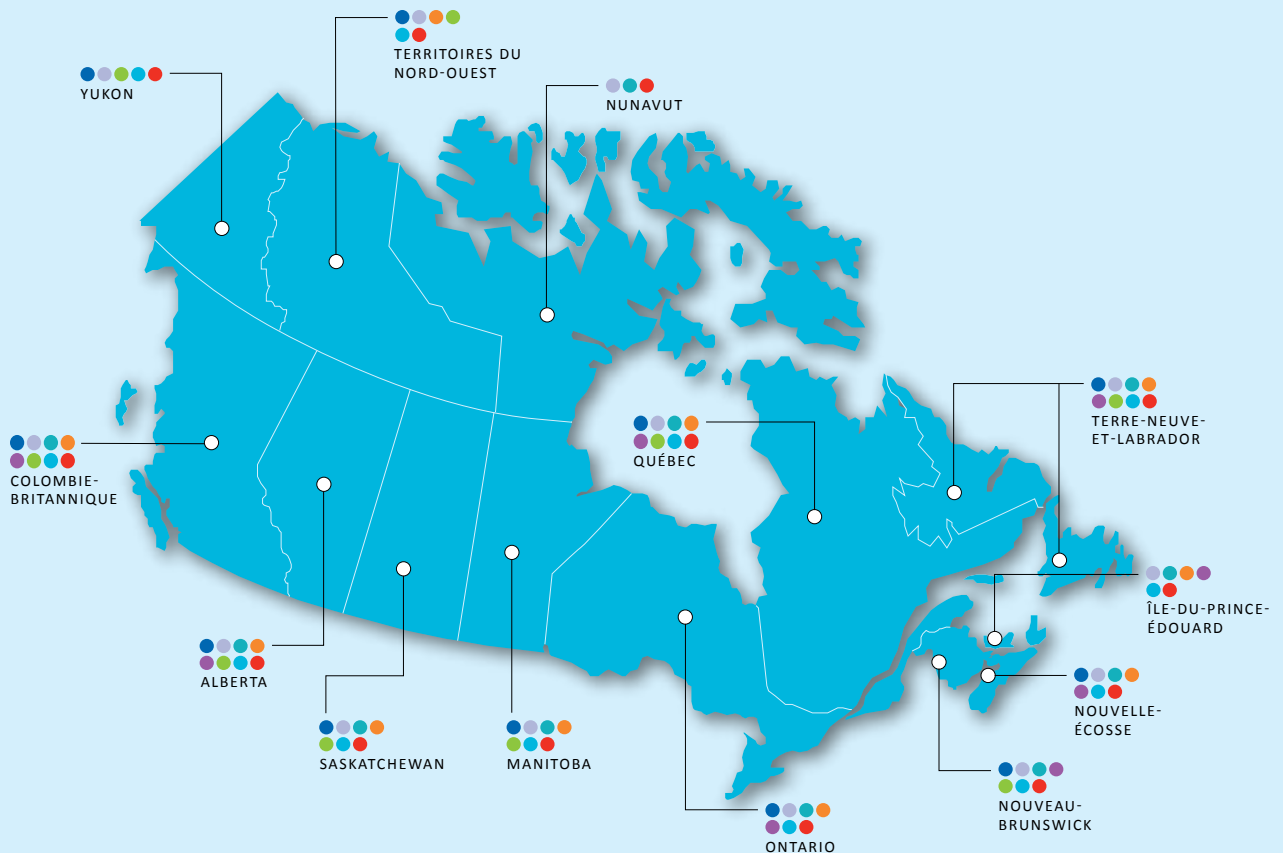 TERRITOIRES DU
NORD-OUEST
YUKON
NUNAVUT
TERRE-NEUVE-
ET-LABRADOR
QUÉBEC
COLOMBIE-
BRITANNIQUE
ÎLE-DU-PRINCE-
ÉDOUARD
ALBERTA
NOUVELLE-
ÉCOSSE
SASKATCHEWAN
MANITOBA
NOUVEAU-
BRUNSWICK
ONTARIO